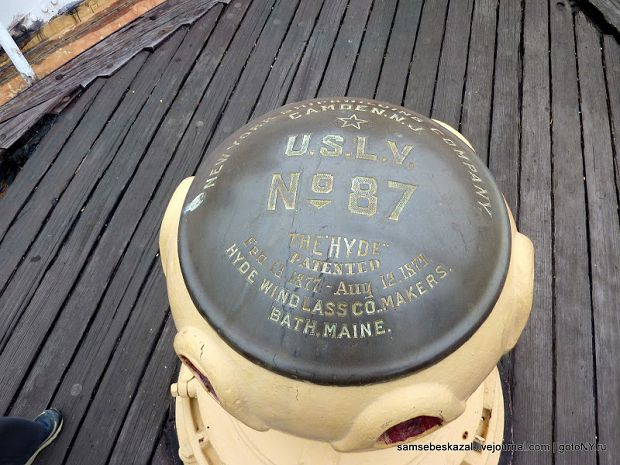 NEW-YORK SHIPBUILDING COMPANY,
CAMDEN. N.J.
U.S.L.V.
No 87
THE "HYDE"
PATENTED
FEB. 13. 1877. - AUG 12.
HYDE WINDLASS CO. MAKERS.
BATH, MAINE.
samsebeskazal.livejournal.com | gotoNY.ru